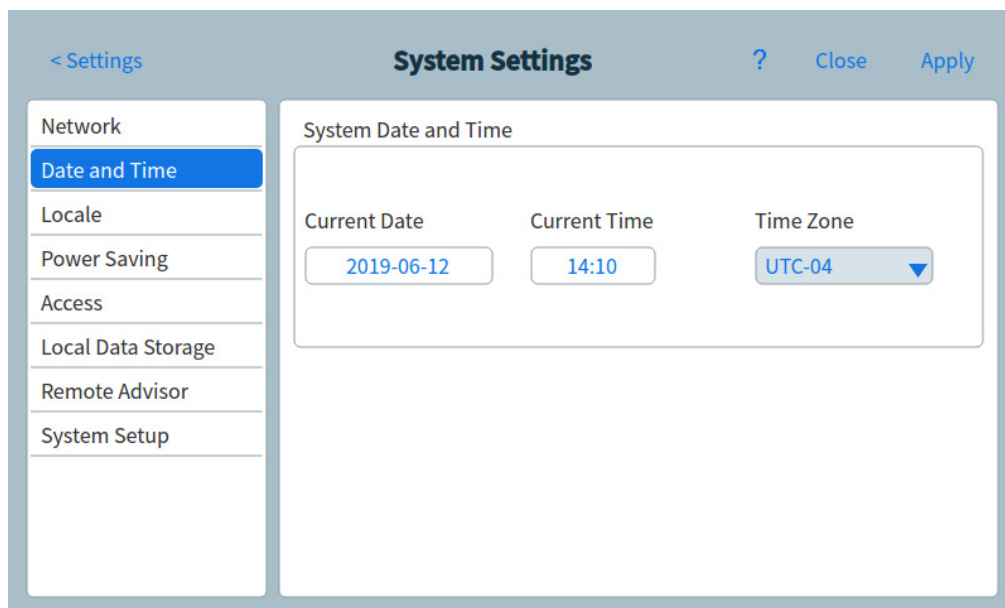 < Settings
System Settings
?
Close
Apply
Network
Date and Time
Locale
Power Saving
Access
Local Data Storage
Remote Advisor
System Setup
System Date and Time
Current Date
Current Time
Time Zone
2019-06-12
14:10
UTC-04